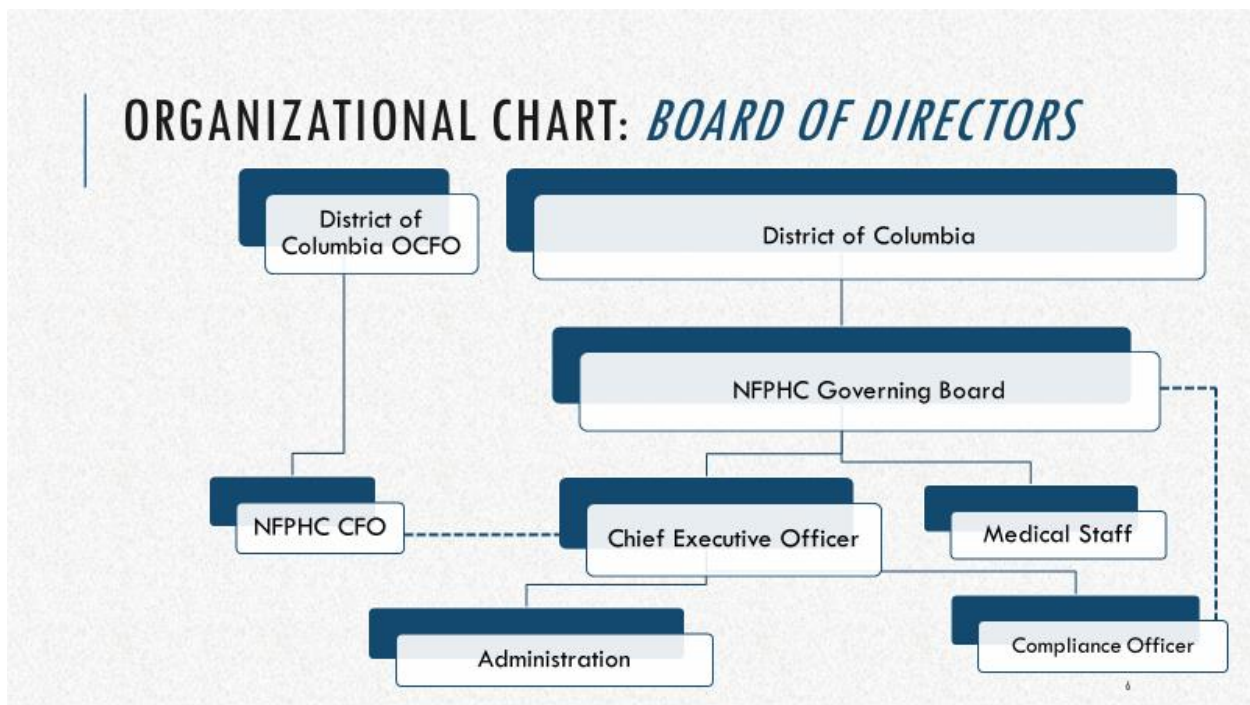 ORGANIZATIONAL CHART: BOARD OF DIRECTORS
District of
Columbia OCFO
District of Columbia
NFPHC Governing Board
NFPHC CFO
Chief Executive Officer
Medical Staff
Administration
Compliance Officer
6